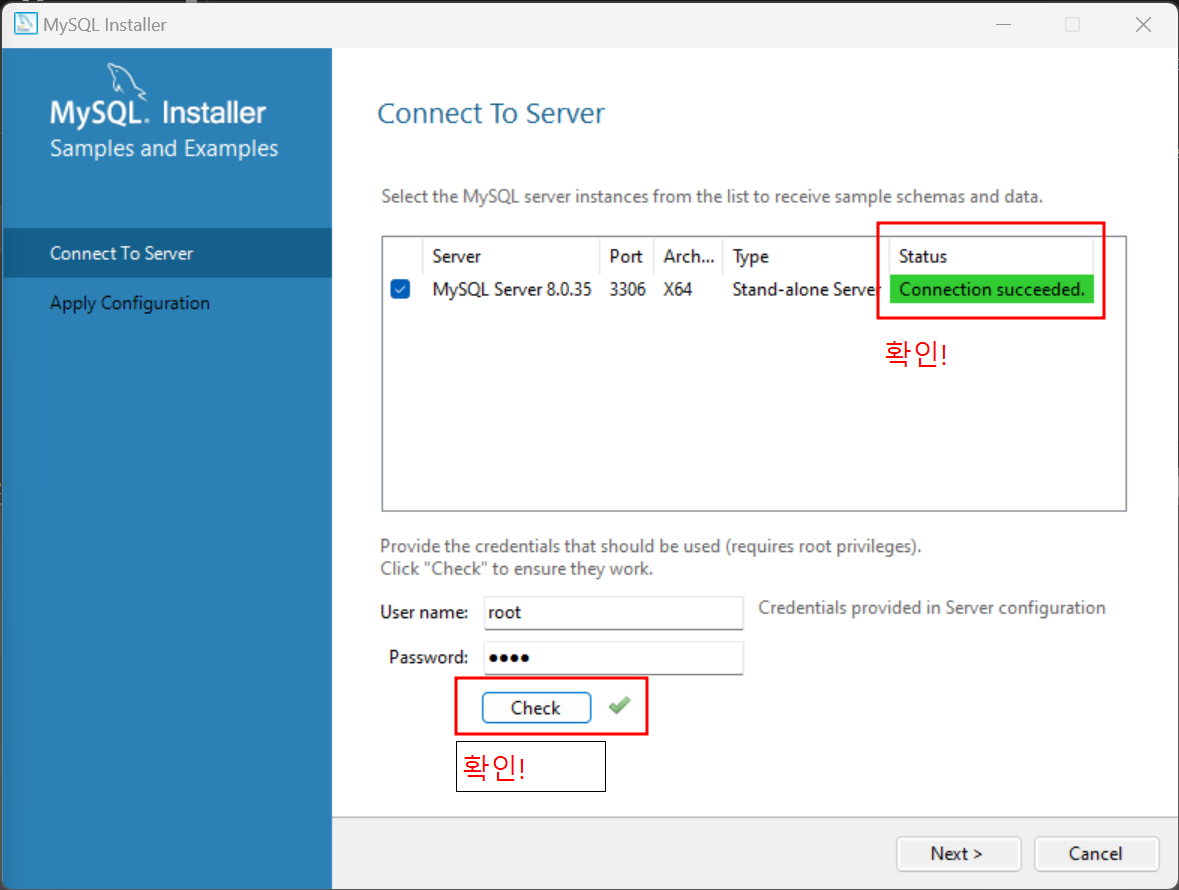 MySQL Installer
MySQL. Installer
Samples and Examples
Connect To Server
Apply Configuration
Connect To Server
Select the MySQL server instances from the list to receive sample schemas and data.
Server Port Arch... Type Status
MySQL Server 8.0.35 3306 X64 Stand-alone Server Connection succeeded.
확인!
Provide the credentials that should be used (requires root privileges).
Click "Check" to ensure they work.
User name: root Credentials provided in Server configuration
Password: ●●●●
Check
확인!
Next > Cancel